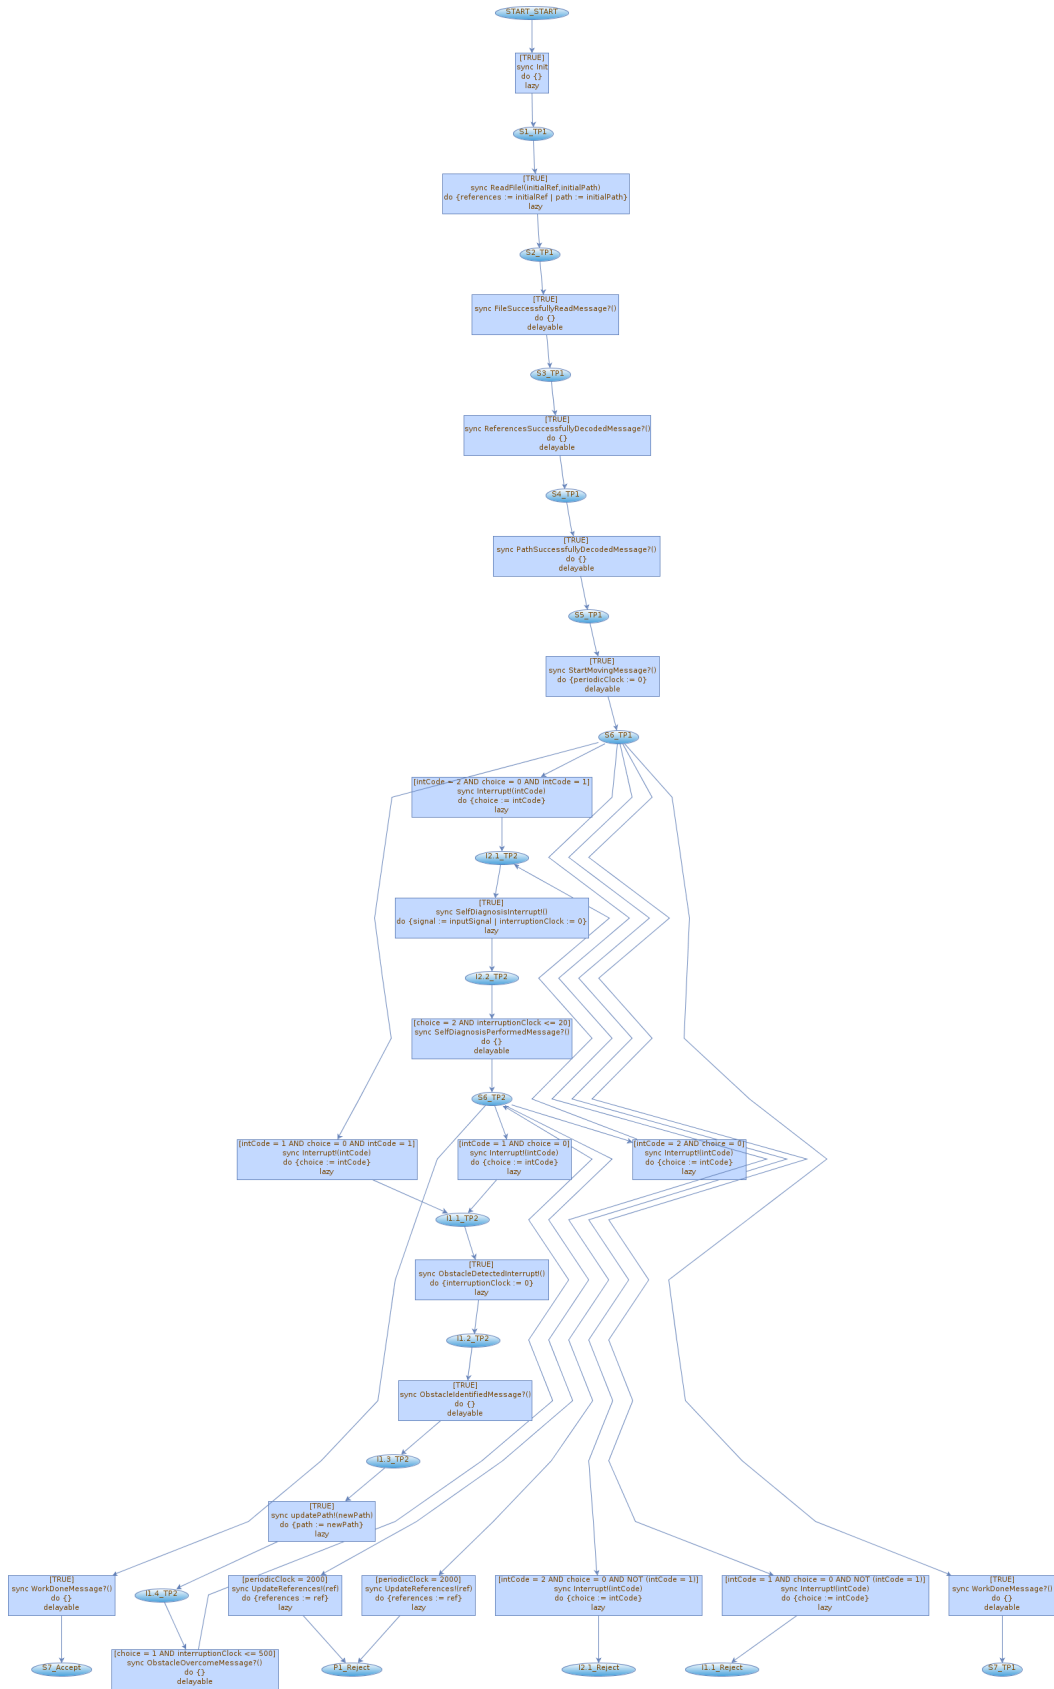 START_START
[TRUE]
sync Init
do {}
lazy
S1_TP1
[TRUE]
sync ReadFile!(initialRef,initialPath)
do {references := initialRef | path := initialPath}
lazy
S2_TP1
[TRUE]
sync FileSuccessfullyReadMessage?()
do {}
delayable
S3_TP1
[TRUE]
sync ReferencesSuccessfullyDecodedMessage?()
do {}
delayable
S4_TP1
[TRUE]
sync PathSuccessfullyDecodedMessage?()
do {}
delayable
S5_TP1
[TRUE]
sync StartMovingMessage?()
do {periodicClock := 0}
delayable
S6_TP1
[intCode = 2 AND choice = 0 AND intCode = 1]
sync Interrupt!(intCode)
do {choice := intCode}
lazy
I2.1_TP2
[TRUE]
sync SelfDiagnosisInterrupt!()
do {signal := inputSignal | interruptionClock := 0}
lazy
I2.2_TP2
[choice = 2 AND interruptionClock <= 20]
sync SelfDiagnosisPerformedMessage?()
do {}
delayable
S6_TP2
[intCode = 1 AND choice = 0 AND intCode = 1]
sync Interrupt!(intCode)
do {choice := intCode}
lazy
[intCode = 1 AND choice = 0]
sync Interrupt!(intCode)
do {choice := intCode}
lazy
[intCode = 2 AND choice = 0]
sync Interrupt!(intCode)
do {choice := intCode}
lazy
I1.1_TP2
[TRUE]
sync ObstacleDetectedInterrupt!()
do {interruptionClock := 0}
lazy
I1.2_TP2
[TRUE]
sync ObstacleIdentifiedMessage?()
do {}
delayable
I1.3_TP2
[TRUE]
sync updatePath!(newPath)
do {path := newPath}
lazy
[TRUE]
sync WorkDoneMessage?()
do {}
delayable
I1.4_TP2
[periodicClock = 2000]
sync UpdateReferences!(ref)
do {references := ref}
lazy
[periodicClock = 2000]
sync UpdateReferences!(ref)
do {references := ref}
lazy
[intCode = 2 AND choice = 0 AND NOT (intCode = 1)]
sync Interrupt!(intCode)
do {choice := intCode}
lazy
[intCode = 1 AND choice = 0 AND NOT (intCode = 1)]
sync Interrupt!(intCode)
do {choice := intCode}
lazy
[TRUE]
sync WorkDoneMessage?()
do {}
delayable
S7_Accept
[choice = 1 AND interruptionClock <= 500]
sync ObstacleOvercomeMessage?()
do {}
delayable
P1_Reject
I2.1_Reject
I1.1_Reject
S7_TP1